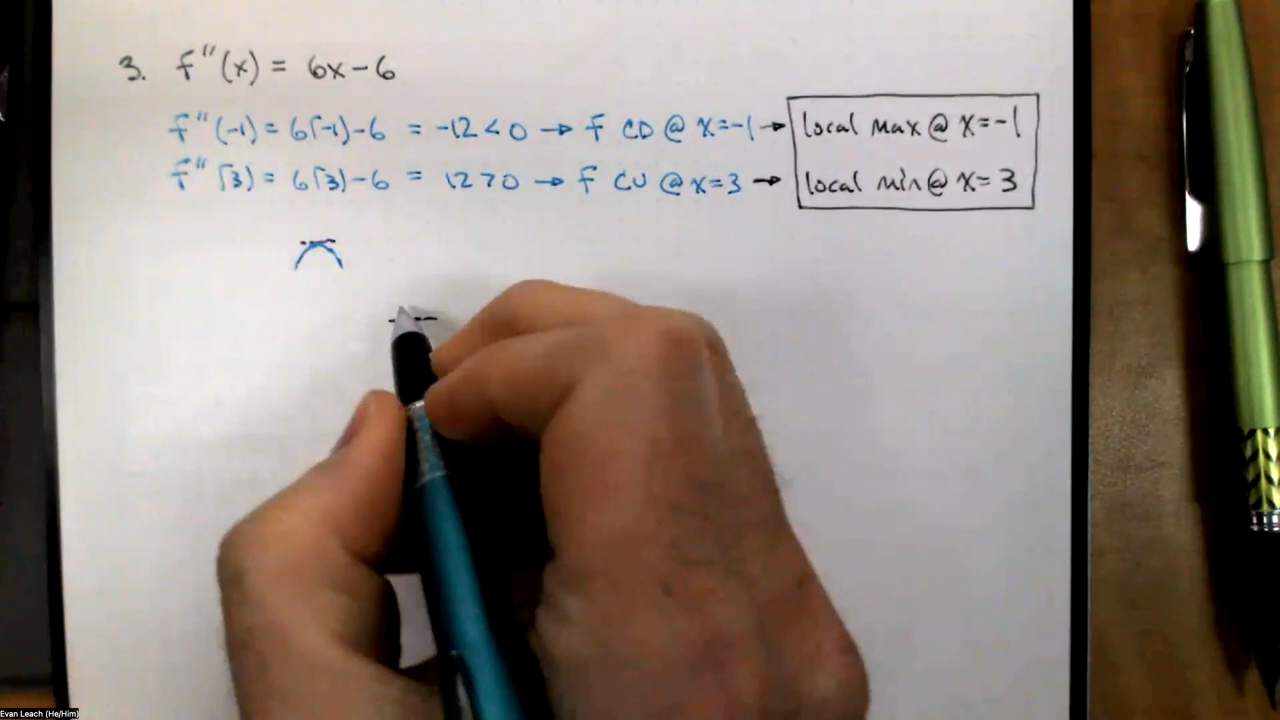 3. f"(x) = 6x-6
f"(-1) = 6(-1)-6 = -12 < 0 → f CD @ x=-1 → local max @ x=-1
f"(3) = 6(3)-6 = 12 > 0 → f CU @ x=3 → local min @ x=3
Evan Leach (He/Him)